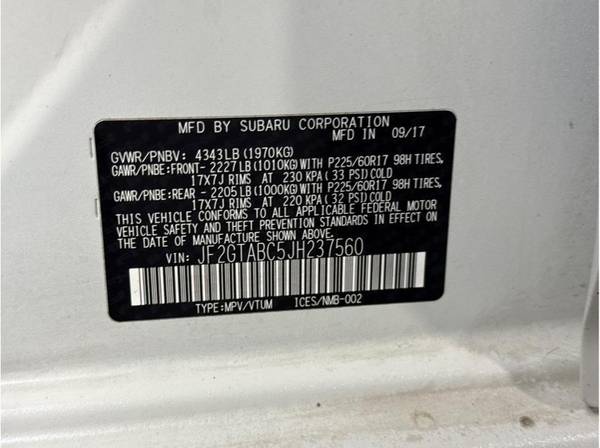 MFD BY SUBARU CORPORATION
MFD IN 09/17
GVWR/PNBV: 4343LB(1970KG)
GAWR/PNBE:FRONT- 2227LB(1010KG)WITH P225/60R17 98H TIRES,
17X7J RIMS AT 230 KPA(33 PSI)COLD
GAWR/PNBE:REAR - 2205LB(1000KG)WITH P225/60R17 98H TIRES,
17X7J RIMS AT 220 KPA(32 PSI)COLD
THIS VEHICLE CONFORMS TO ALL APPLICABLE FEDERAL MOTOR
VEHICLE SAFETY AND THEFT PREVENTION STANDARDS IN
EFFECT ON THE DATE OF MANUFACTURE SHOWN ABOVE.
VIN: JF2GTABC5JH237560
TYPE:MPV/VTUM ICES/NMB-002